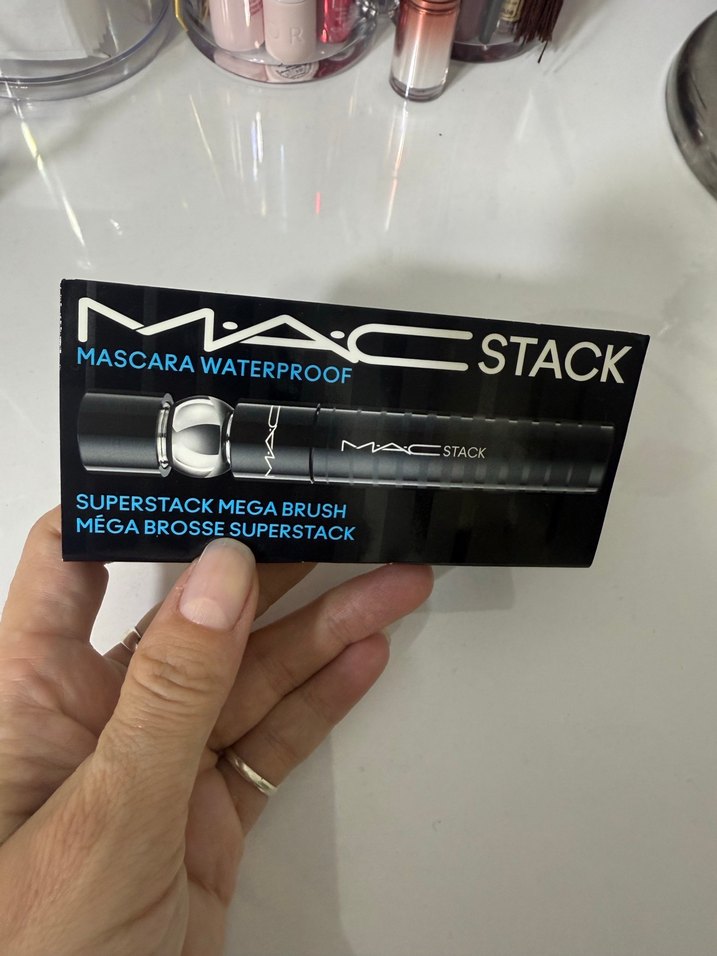 M·A·C STACK
MASCARA WATERPROOF
M·A·C
M·A·C STACK
SUPERSTACK MEGA BRUSH
MÉGA BROSSE SUPERSTACK